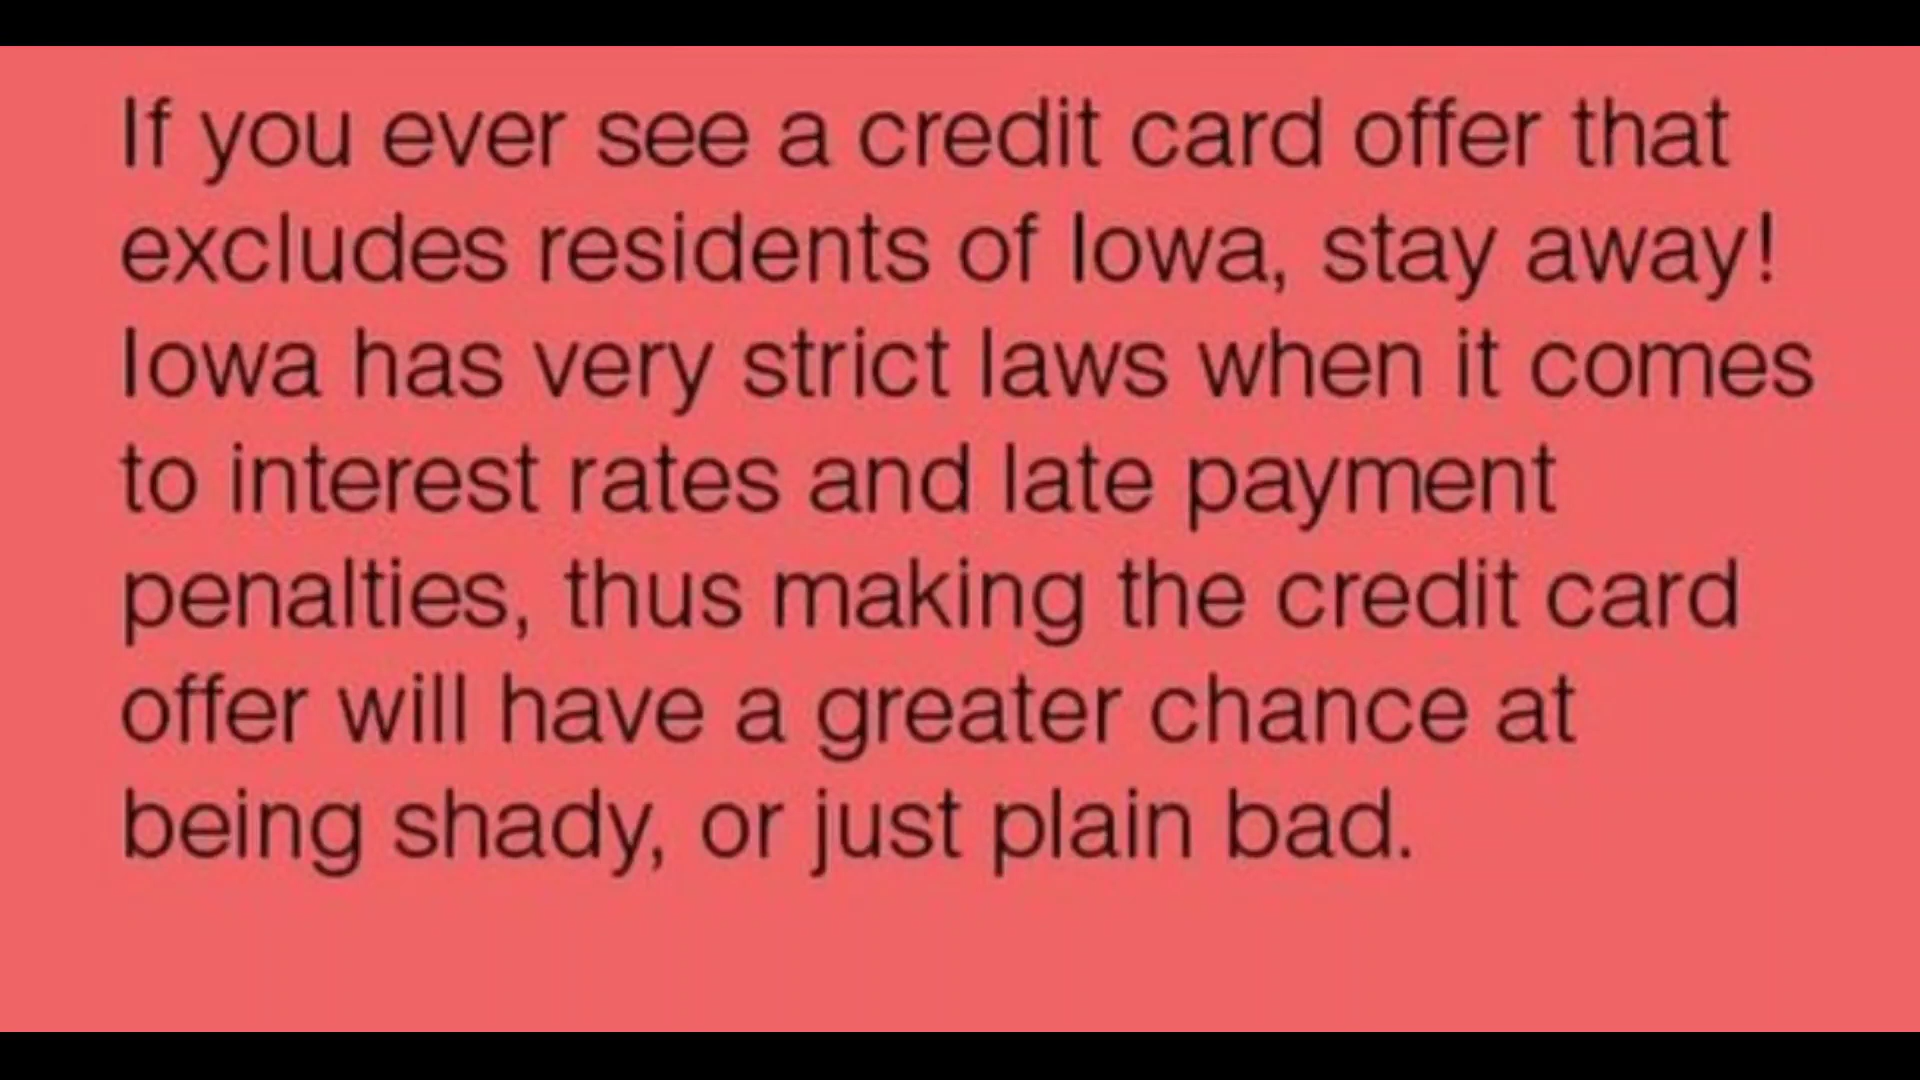 If you ever see a credit card offer that
excludes residents of Iowa, stay away!
Iowa has very strict laws when it comes
to interest rates and late payment
penalties, thus making the credit card
offer will have a greater chance at
being shady, or just plain bad.